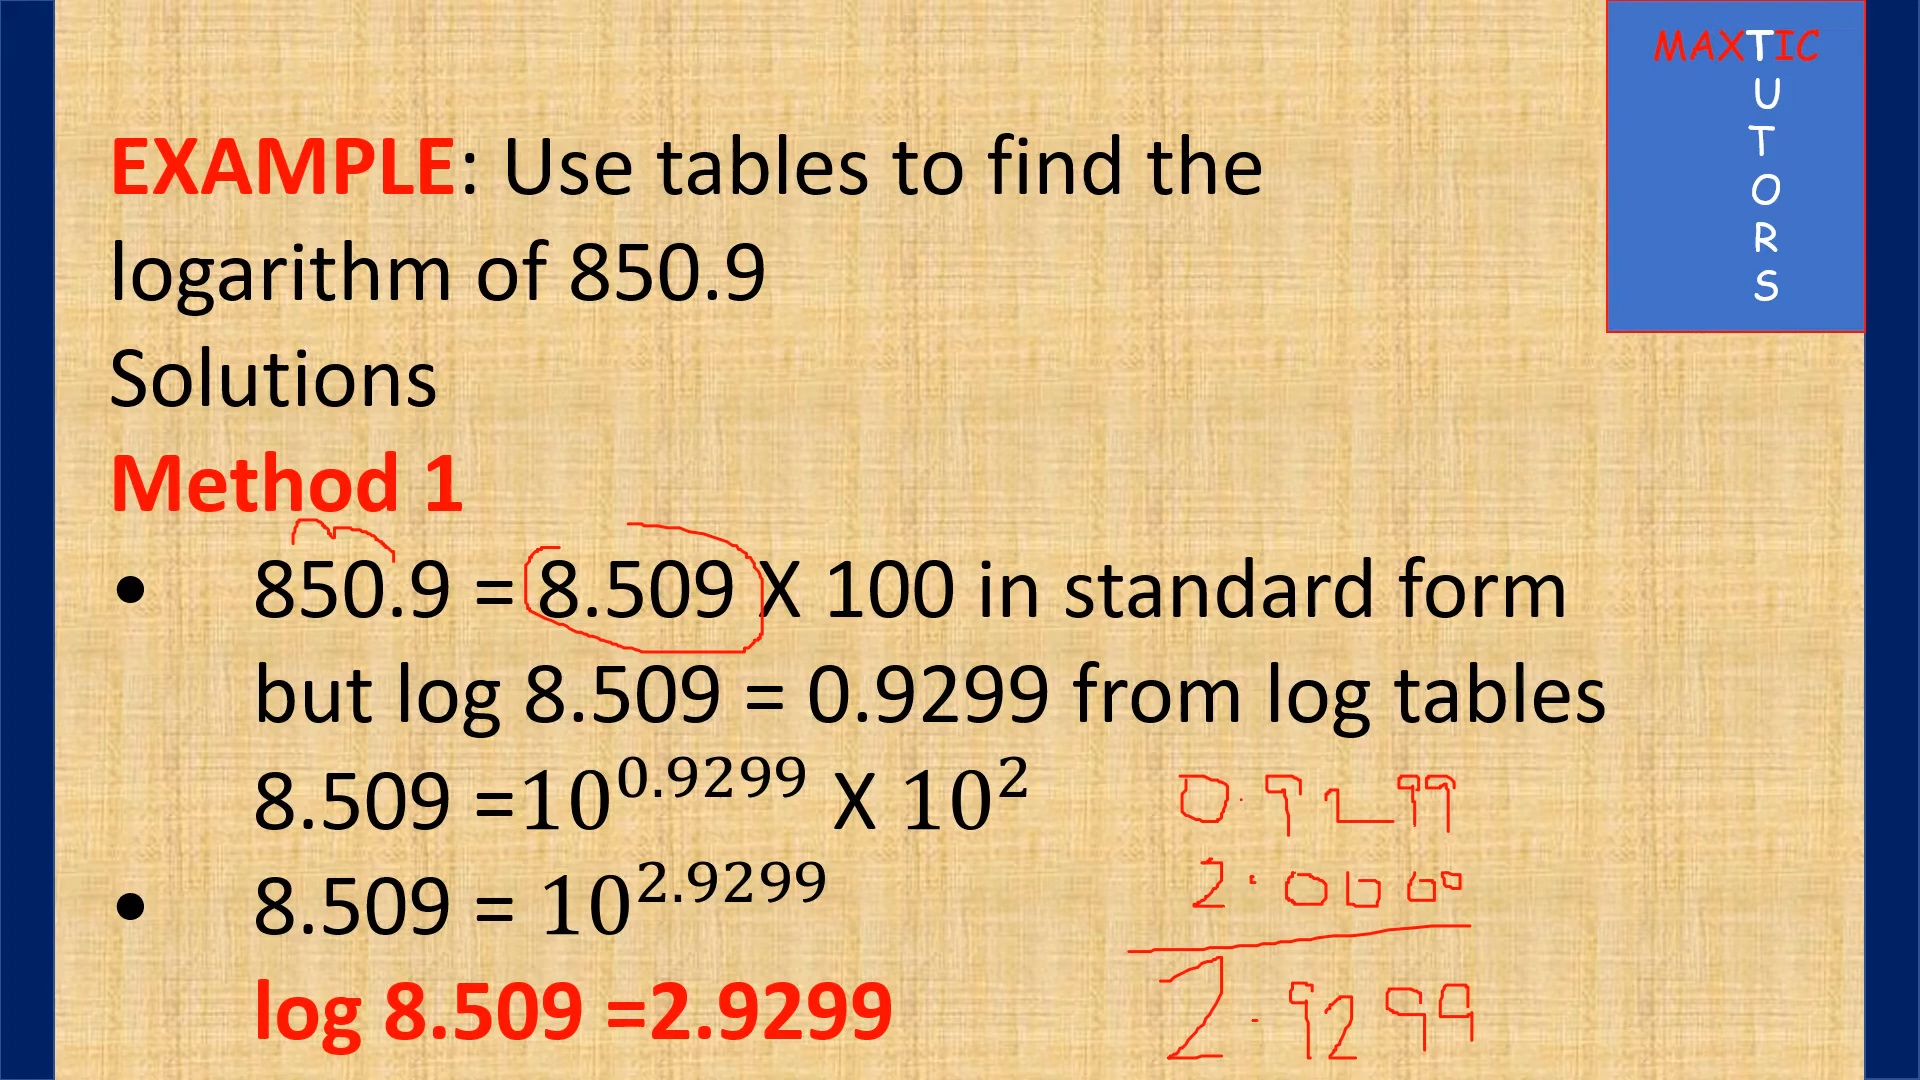 MAXTIC
TUTORS
EXAMPLE: Use tables to find the
logarithm of 850.9
Solutions
Method 1
• 850.9 = 8.509 X 100 in standard form
but log 8.509 = 0.9299 from log tables
8.509 =10^0.9299 X 10^2
• 8.509 = 10^2.9299
log 8.509 =2.9299
0.9299
2.0000
2.9299